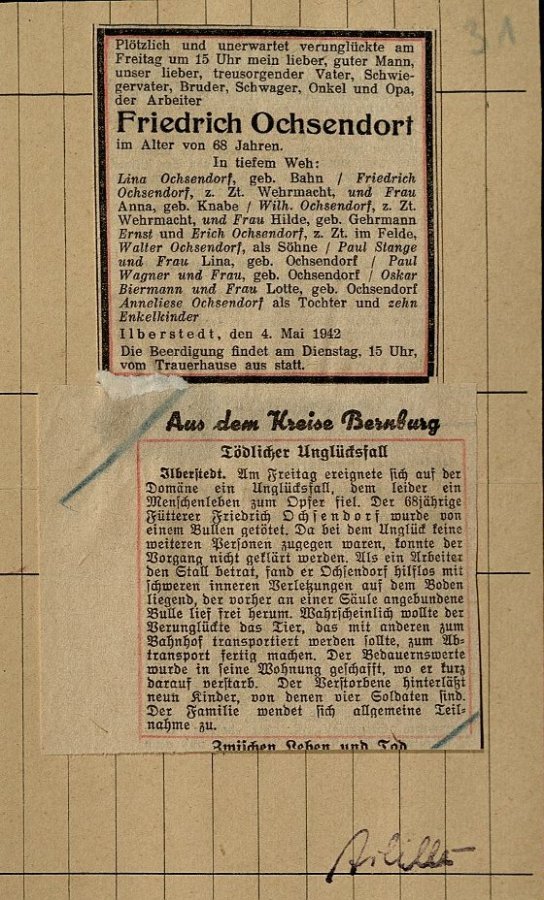 31
Plötzlich und unerwartet verunglückte am
Freitag um 15 Uhr mein lieber, guter Mann,
unser lieber, treusorgender Vater, Schwie-
gervater, Bruder, Schwager, Onkel und Opa,
der Arbeiter
Friedrich Ochsendorf
im Alter von 68 Jahren.
In tiefem Weh:
Lina Ochsendorf, geb. Bahn / Friedrich
Ochsendorf, z. Zt. Wehrmacht, und Frau
Anna, geb. Knabe / Wilh. Ochsendorf, z. Zt.
Wehrmacht, und Frau Hilde, geb. Gehrmann
Ernst und Erich Ochsendorf, z. Zt. im Felde,
Walter Ochsendorf, als Söhne / Paul Stange
und Frau Lina, geb. Ochsendorf / Paul
Wagner und Frau, geb. Ochsendorf / Oskar
Biermann und Frau Lotte, geb. Ochsendorf
Anneliese Ochsendorf als Tochter und zehn
Enkelkinder
Ilberstedt, den 4. Mai 1942
Die Beerdigung findet am Dienstag, 15 Uhr,
vom Trauerhause aus statt.
Aus dem Kreise Bernburg
Tödlicher Unglücksfall
Ilberstedt. Am Freitag ereignete sich auf der
Domäne ein Unglücksfall, dem leider ein
Menschenleben zum Opfer fiel. Der 68jährige
Fütterer Friedrich Ochsendorf wurde von
einem Bullen getötet. Da bei dem Unglück keine
weiteren Personen zugegen waren, konnte der
Vorgang nicht geklärt werden. Als ein Arbeiter
den Stall betrat, fand er Ochsendorf hilflos mit
schweren inneren Verletzungen auf dem Boden
liegend, der vorher an einer Säule angebundene
Bulle lief frei herum. Wahrscheinlich wollte der
Verunglückte das Tier, das mit anderen zum
Bahnhof transportiert werden sollte, zum Ab-
transport fertig machen. Der Bedauernswerte
wurde in seine Wohnung geschafft, wo er kurz
darauf verstarb. Der Verstorbene hinterläßt
neun Kinder, von denen vier Soldaten sind.
Der Familie wendet sich allgemeine Teil-
nahme zu.
Zwischen Leben und Tod